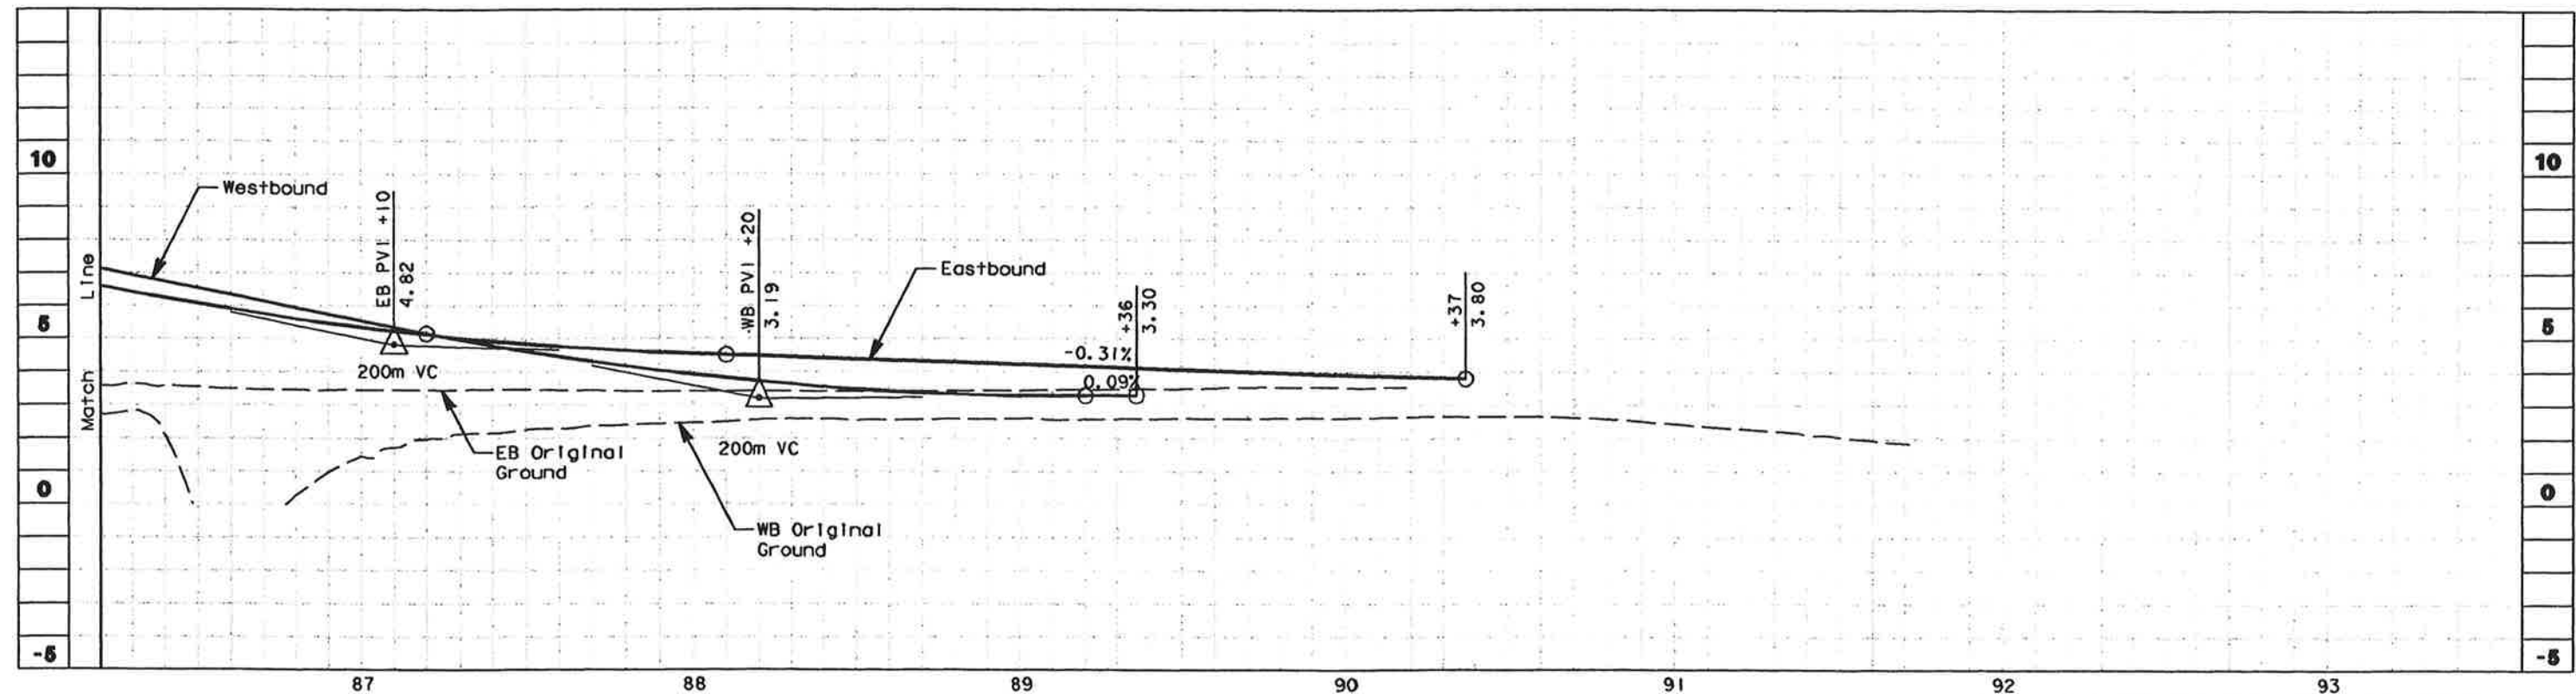 10
5
0
-5
Match Line
Westbound
EB PVI +10
4.82
200m VC
EB Original
Ground
WB PVI +20
3.19
200m VC
WB Original
Ground
Eastbound
-0.31%
0.09%
+36
3.30
+37
3.80
10
5
0
-5
87
88
89
90
91
92
93